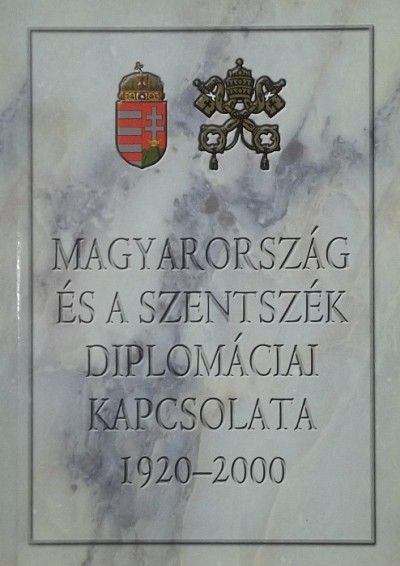 MAGYARORSZÁG
ÉS A SZENTSZÉK
DIPLOMÁCIAI
KAPCSOLATA
1920–2000